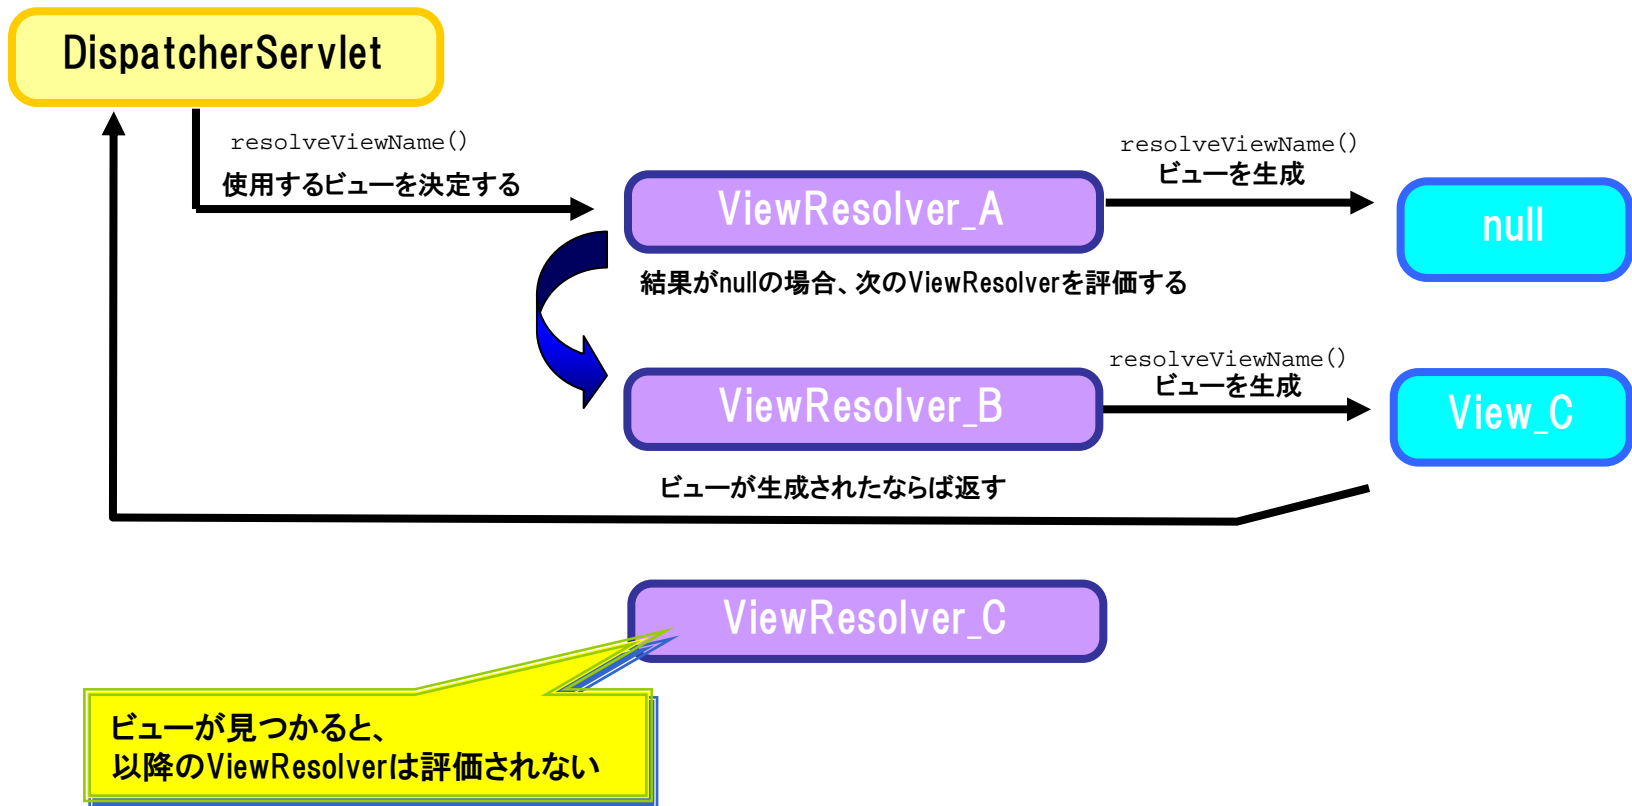 DispatcherServlet
resolveViewName()
使用するビューを決定する
ViewResolver_A
resolveViewName()
ビューを生成
null
結果がnullの場合、次のViewResolverを評価する
ViewResolver_B
resolveViewName()
ビューを生成
View_C
ビューが生成されたならば返す
ViewResolver_C
ビューが見つかると、
以降のViewResolverは評価されない